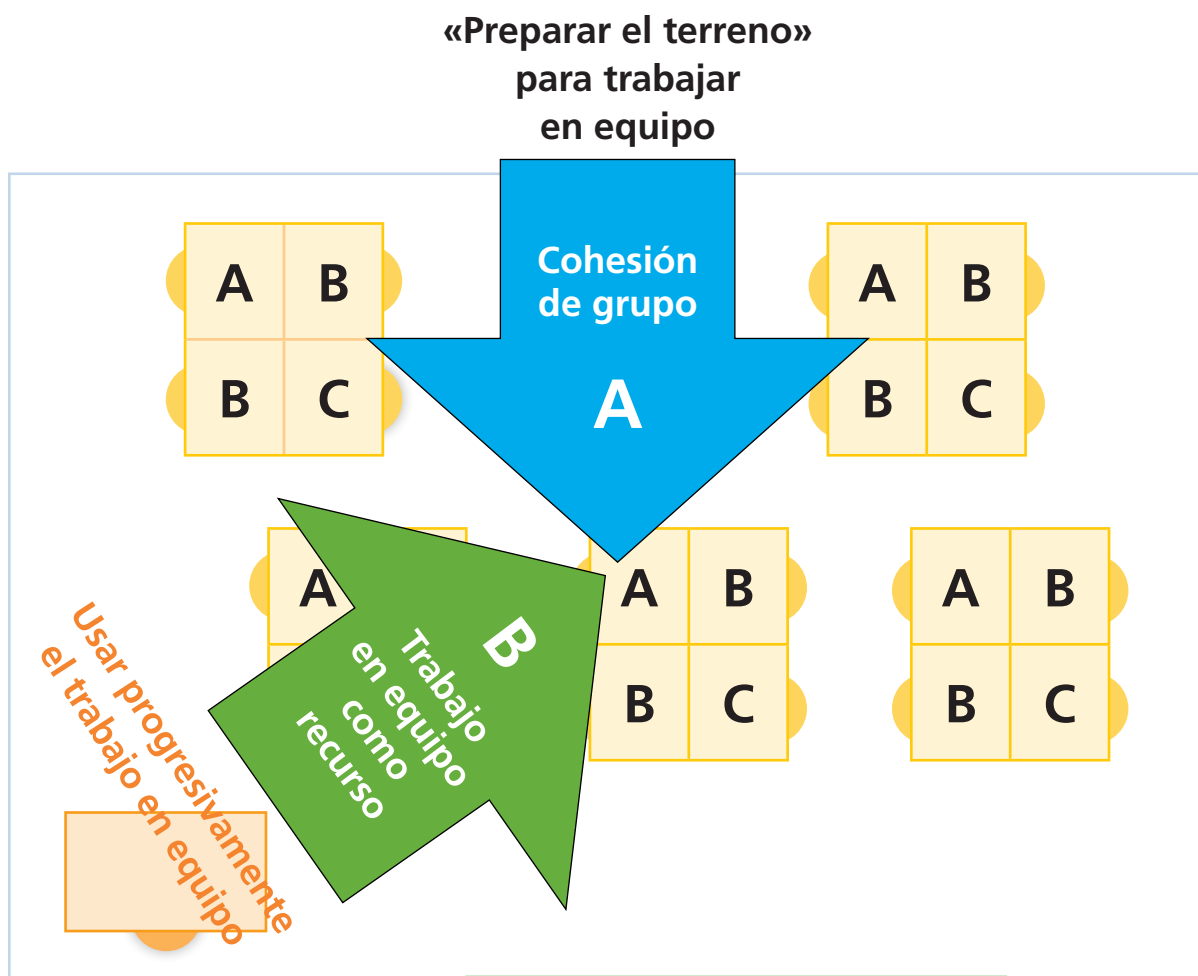 «Preparar el terreno»
para trabajar
en equipo
Cohesión
de grupo
A
A B
B C
A B
B C
A
A B
B C
A B
B C
B
Trabajo
en equipo
como
recurso
Usar progresivamente
el trabajo en equipo